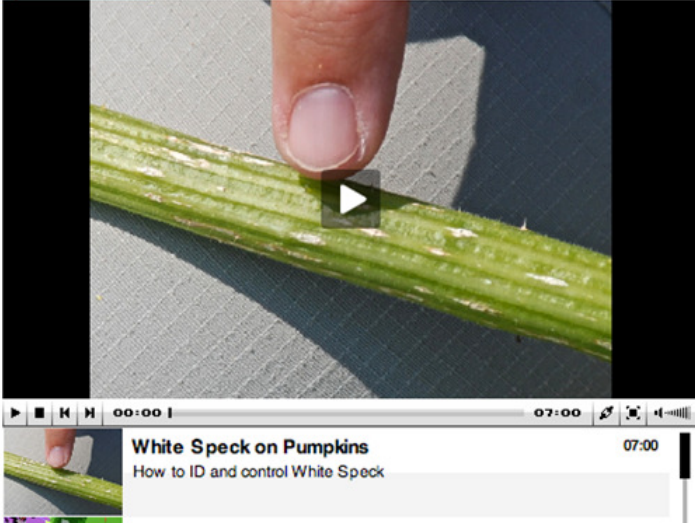 00:00
07:00
White Speck on Pumpkins
07:00
How to ID and control White Speck